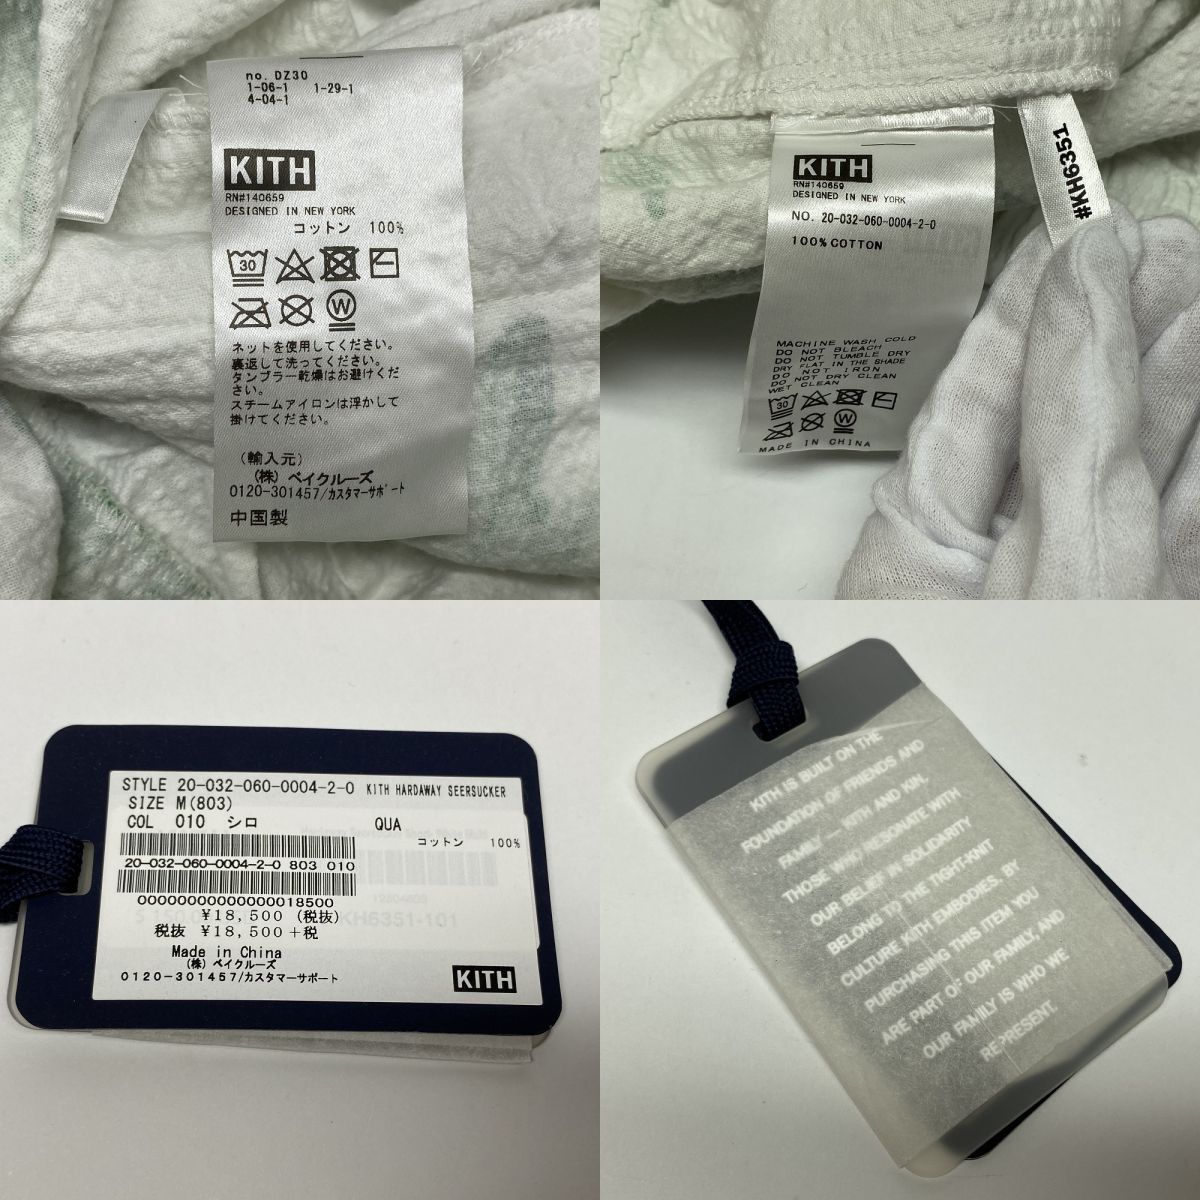 no. DZ30
1-06-1 1-29-1
4-04-1
KITH
RN#140659
DESIGNED IN NEW YORK
コットン 100%
30
W
ネットを使用してください。
裏返して洗ってください。
タンブラー乾燥はお避けくだ
さい。
スチームアイロンは浮かして
掛けてください。
(輸入元)
(株) ベイクルーズ
0120-301457/カスタマーサポート
中国製
KITH
RN#140659
DESIGNED IN NEW YORK
NO. 20-032-060-0004-2-0
100% COTTON
MACHINE WASH COLD
DO NOT BLEACH
DO NOT TUMBLE DRY
DRY FLAT IN THE SHADE
DO NOT IRON
DO NOT DRY CLEAN
WET CLEAN
30
W
MADE IN CHINA
#KH6351
STYLE 20-032-060-0004-2-0 KITH HARDAWAY SEERSUCKER
SIZE M(803)
COL 010 シロ QUA
コットン 100%
20-032-060-0004-2-0 803 010
00000000000000018500
¥18,500 (税抜)
税抜 ¥18,500+税
KH6351-101
Made in China
(株) ベイクルーズ
0120-301457/カスタマーサポート
KITH
KITH IS BUILT ON THE
FOUNDATION OF FRIENDS AND
FAMILY — KITH AND KIN.
THOSE WHO RESONATE WITH
OUR BELIEF IN SOLIDARITY
BELONG TO THE TIGHT-KNIT
CULTURE KITH EMBODIES. BY
PURCHASING THIS ITEM YOU
ARE PART OF OUR FAMILY, AND
OUR FAMILY IS WHO WE
REPRESENT.